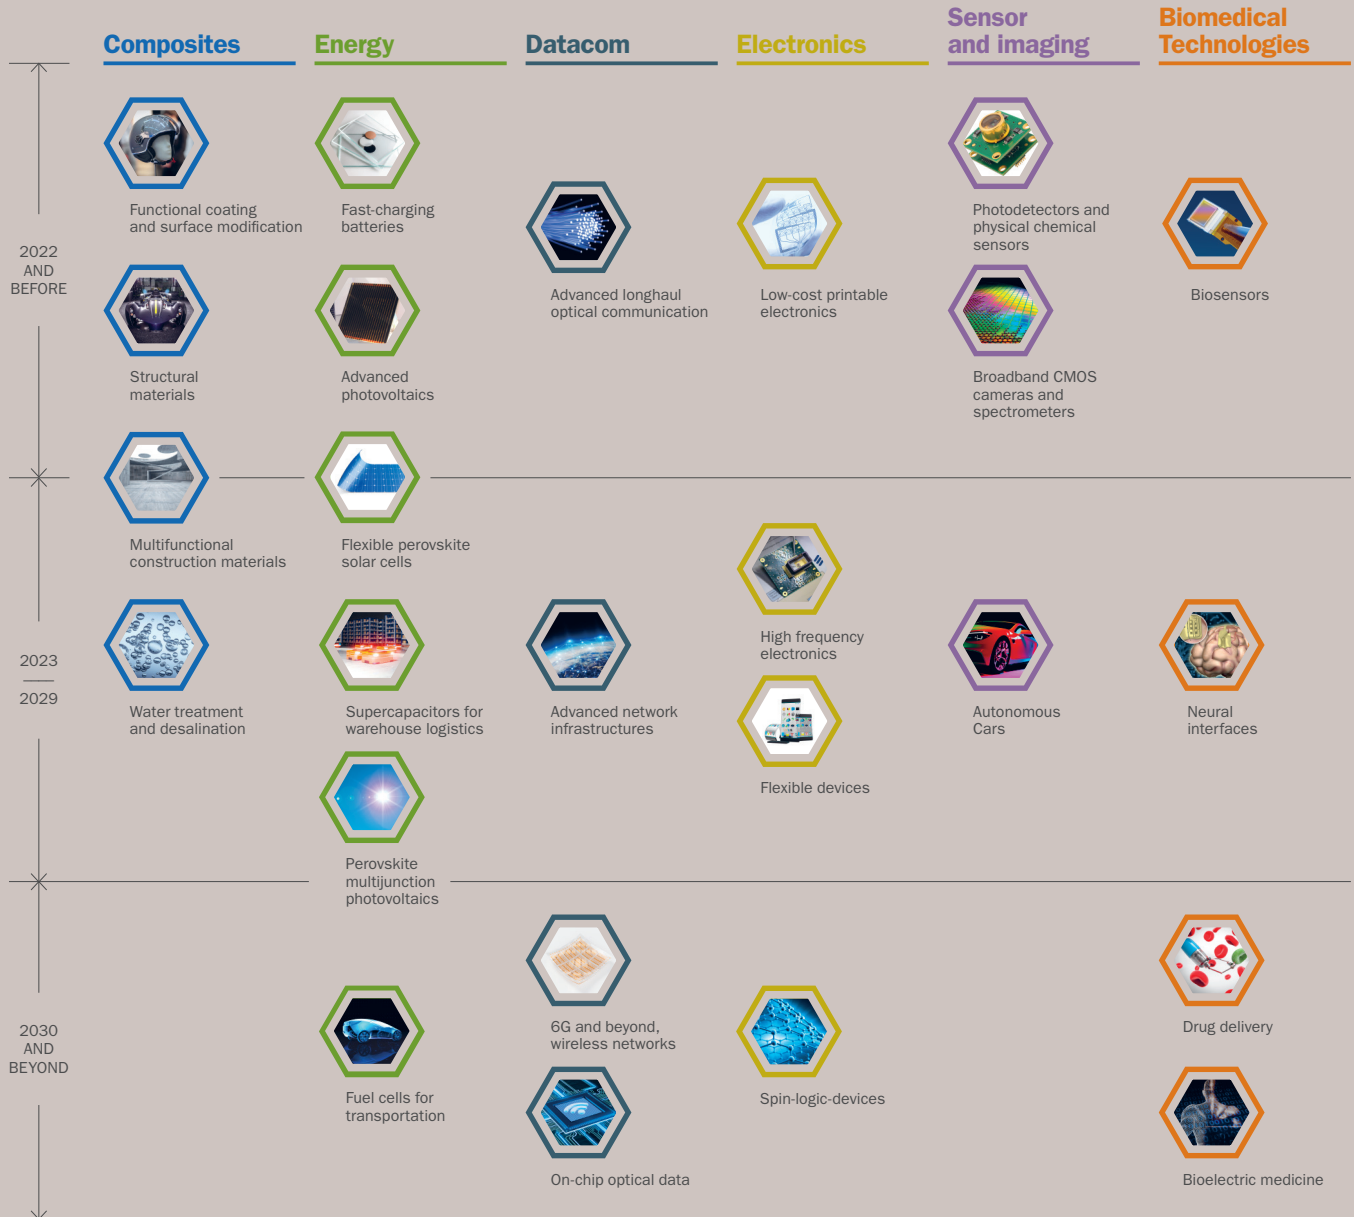 Composites
Energy
Datacom
Electronics
Sensor
and imaging
Biomedical
Technologies
2022
AND
BEFORE
Functional coating
and surface modification
Fast-charging
batteries
Advanced longhaul
optical communication
Low-cost printable
electronics
Photodetectors and
physical chemical
sensors
Biosensors
Structural
materials
Advanced
photovoltaics
Broadband CMOS
cameras and
spectrometers
Multifunctional
construction materials
Flexible perovskite
solar cells
2023
2029
High frequency
electronics
Water treatment
and desalination
Supercapacitors for
warehouse logistics
Advanced network
infrastructures
Autonomous
Cars
Neural
interfaces
Flexible devices
Perovskite
multijunction
photovoltaics
2030
AND
BEYOND
6G and beyond,
wireless networks
Drug delivery
Fuel cells for
transportation
Spin-logic-devices
On-chip optical data
Bioelectric medicine